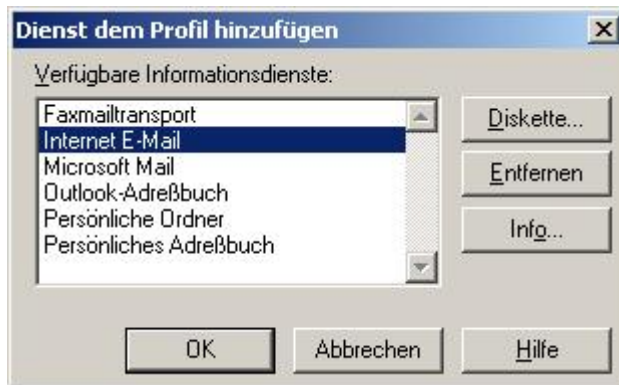 Dienst dem Profil hinzufügen
Verfügbare Informationsdienste:
Faxmailtransport
Internet E-Mail
Microsoft Mail
Outlook-Adreßbuch
Persönliche Ordner
Persönliches Adreßbuch
Diskette...
Entfernen
Info...
OK
Abbrechen
Hilfe